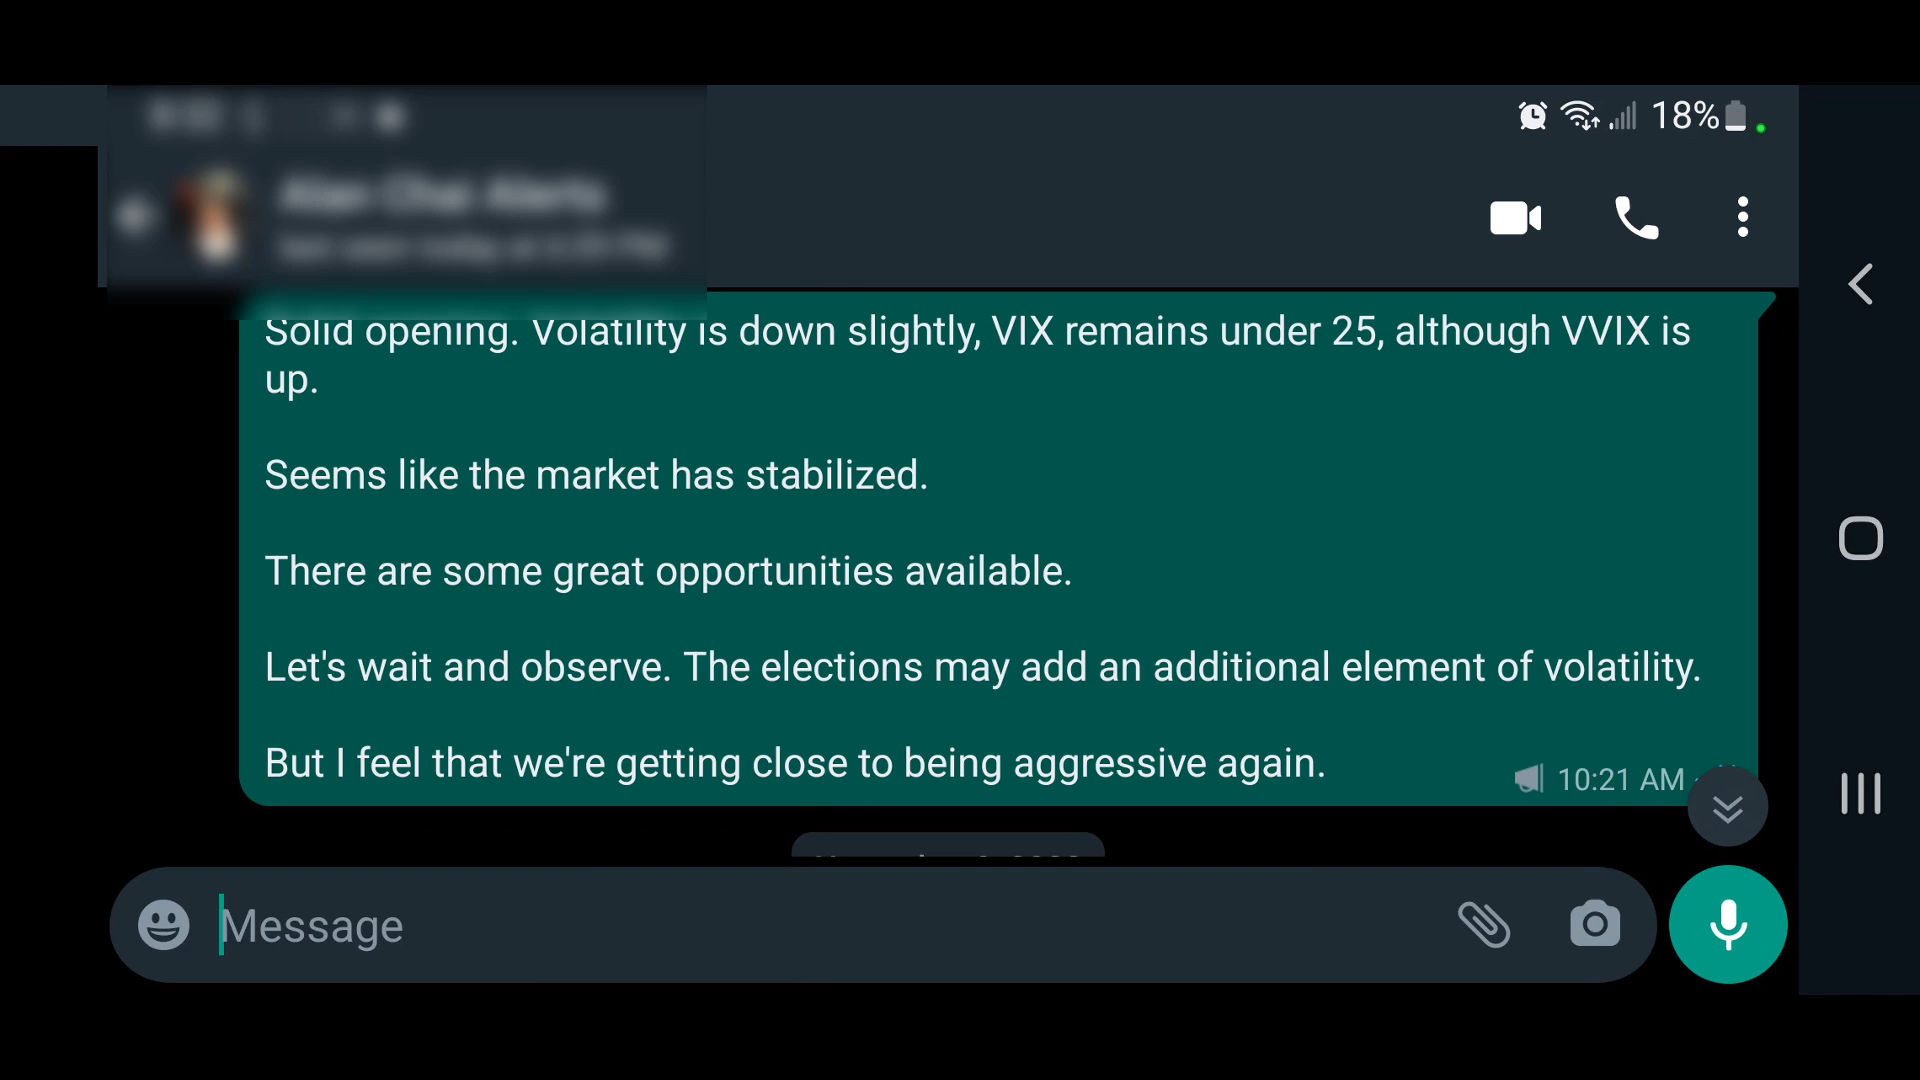 18%
Solid opening. Volatility is down slightly, VIX remains under 25, although VVIX is
up.
Seems like the market has stabilized.
There are some great opportunities available.
Let's wait and observe. The elections may add an additional element of volatility.
But I feel that we're getting close to being aggressive again.
10:21 AM
Message